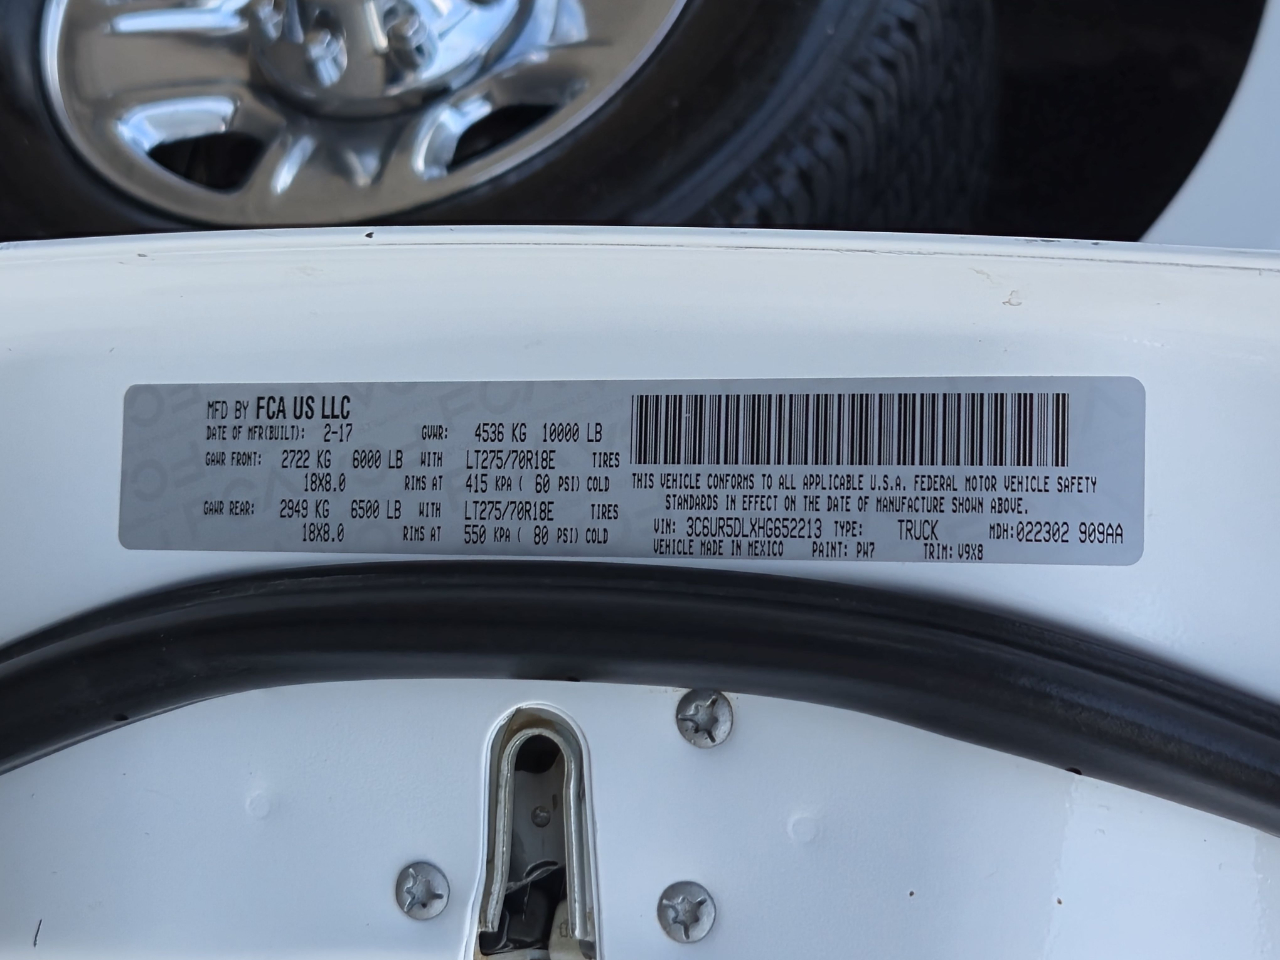 MFD BY FCA US LLC
DATE OF MFR(BUILT): 2-17 GVWR: 4536 KG 10000 LB
GAWR FRONT: 2722 KG 6000 LB WITH LT275/70R18E TIRES
18X8.0 RIMS AT 415 KPA ( 60 PSI) COLD
GAWR REAR: 2949 KG 6500 LB WITH LT275/70R18E TIRES
18X8.0 RIMS AT 550 KPA ( 80 PSI) COLD
THIS VEHICLE CONFORMS TO ALL APPLICABLE U.S.A. FEDERAL MOTOR VEHICLE SAFETY
STANDARDS IN EFFECT ON THE DATE OF MANUFACTURE SHOWN ABOVE.
VIN: 3C6UR5DLXHG652213 TYPE: TRUCK MDH:022302 909AA
VEHICLE MADE IN MEXICO PAINT: PW7 TRIM: V9X8